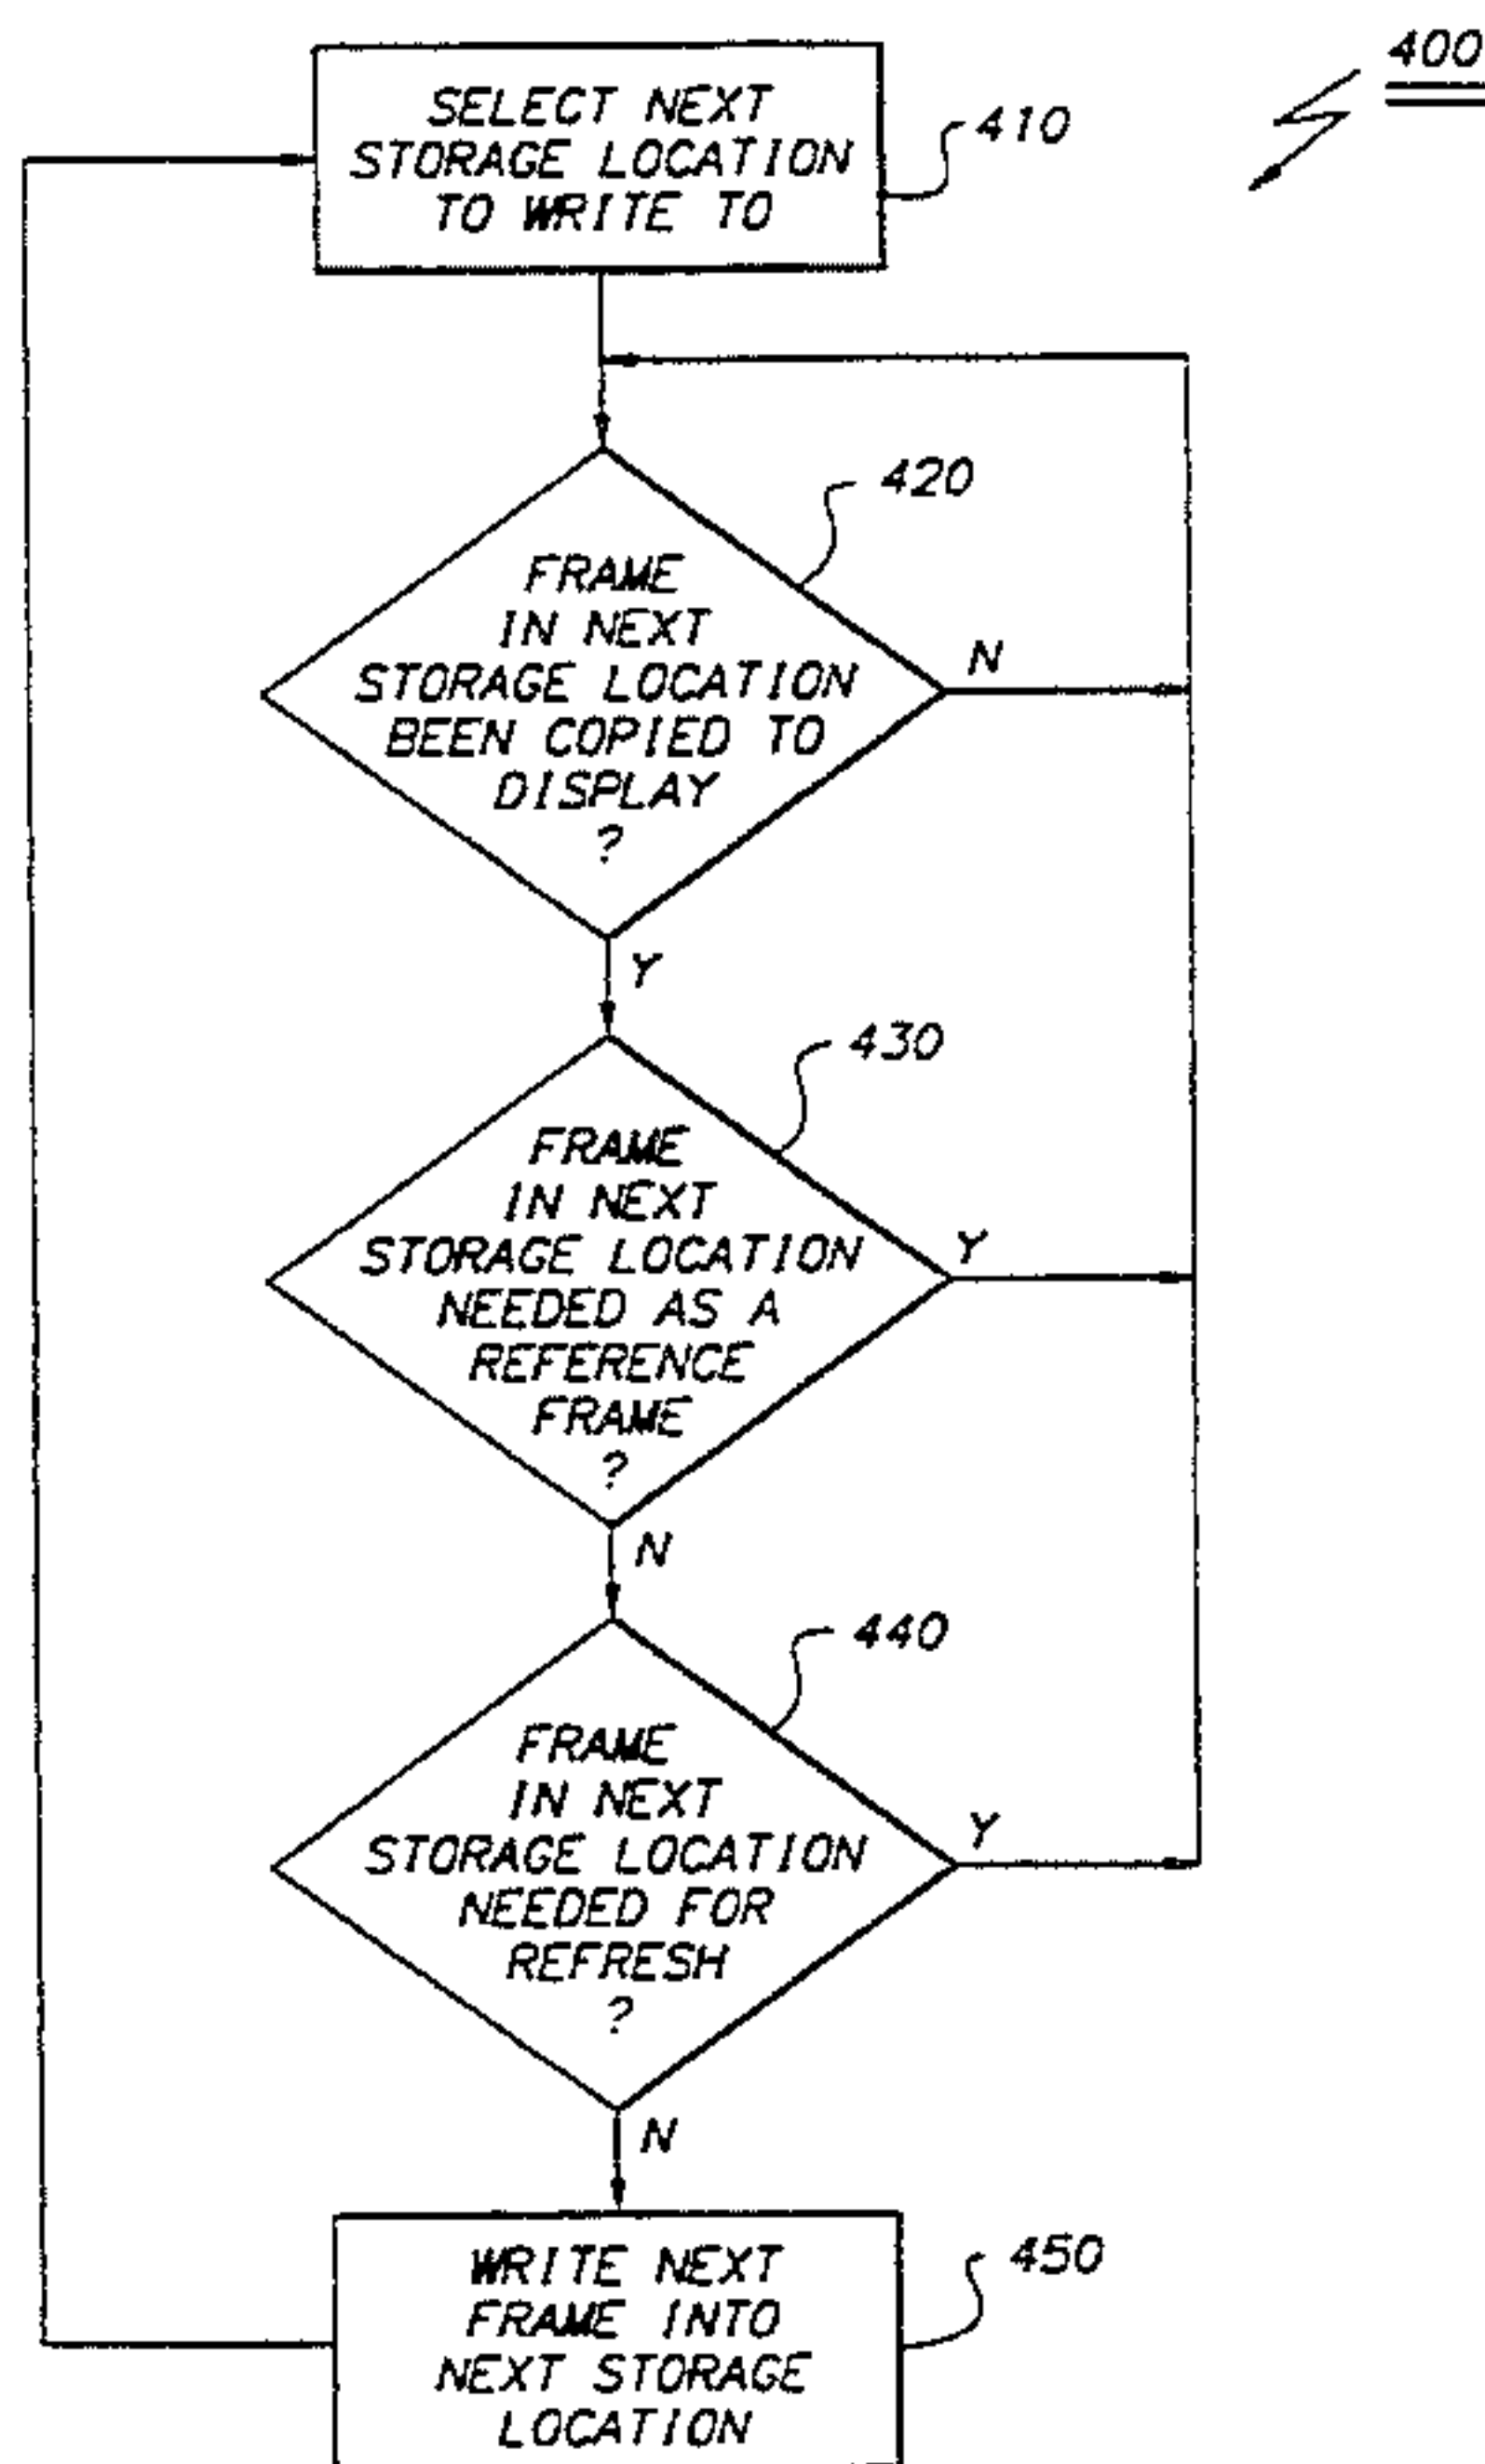 400
SELECT NEXT
STORAGE LOCATION
TO WRITE TO
410
420
FRAME
IN NEXT
STORAGE LOCATION
BEEN COPIED TO
DISPLAY
?
N
Y
430
FRAME
IN NEXT
STORAGE LOCATION
NEEDED AS A
REFERENCE
FRAME
?
Y
N
440
FRAME
IN NEXT
STORAGE LOCATION
NEEDED FOR
REFRESH
?
Y
N
WRITE NEXT
FRAME INTO
NEXT STORAGE
LOCATION
450